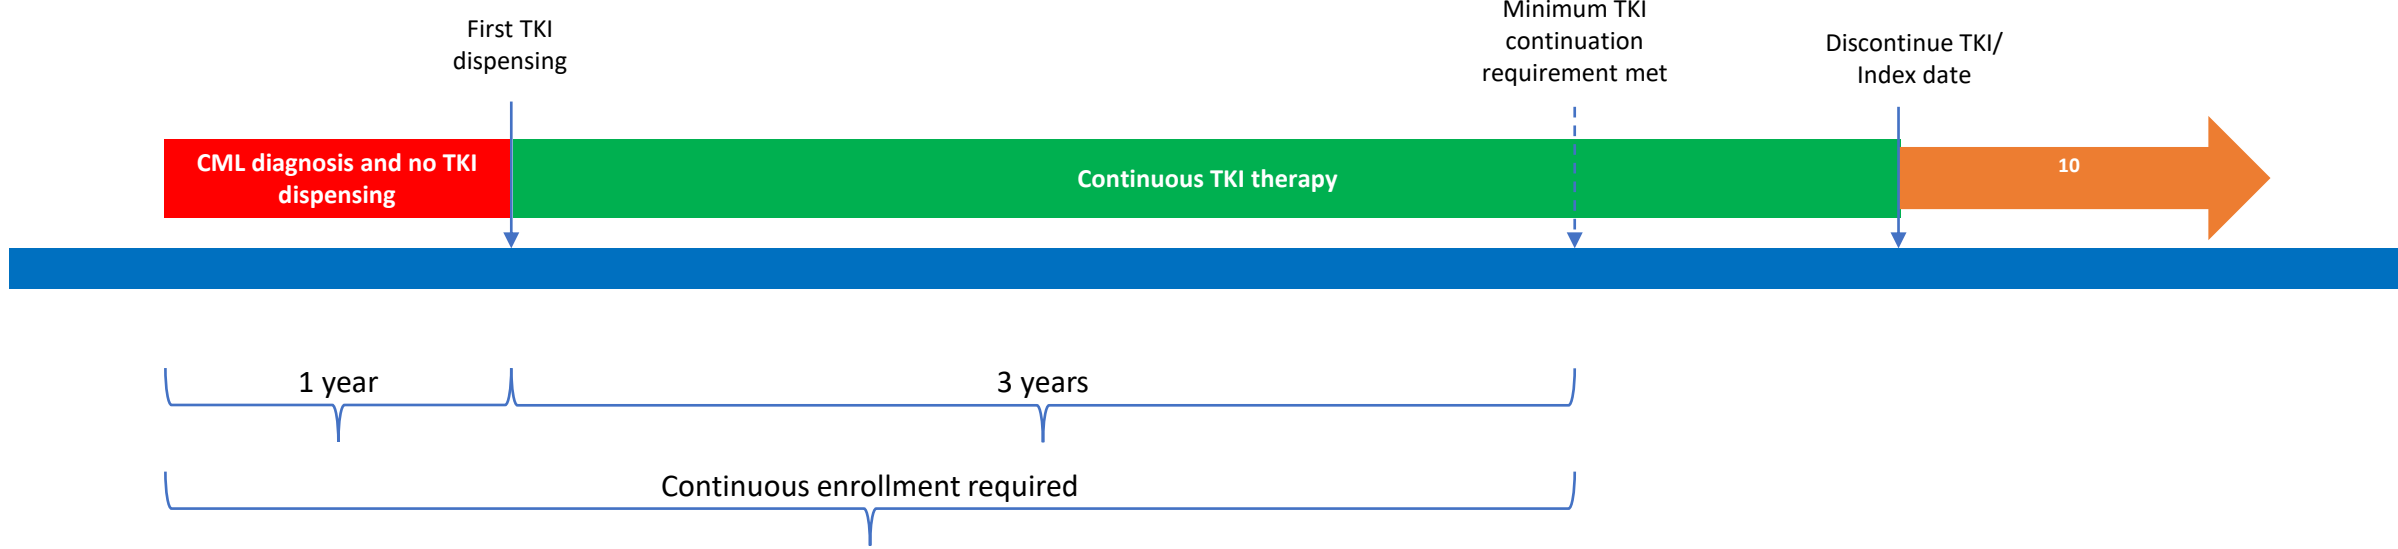 First TKI
dispensing
Minimum TKI
continuation
requirement met
Discontinue TKI/
Index date
CML diagnosis and no TKI
dispensing
Continuous TKI therapy
10
1 year
3 years
Continuous enrollment required